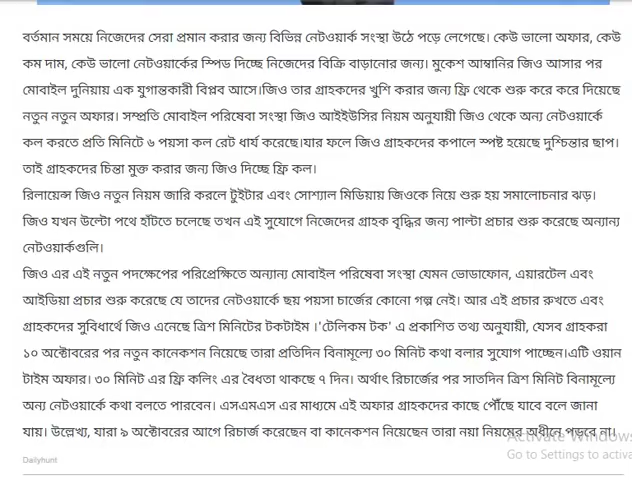 বর্তমান সময়ে নিজেদের সেরা প্রমান করার জন্য বিভিন্ন নেটওয়ার্ক সংস্থা উঠে পড়ে লেগেছে। কেউ ভালো অফার, কেউ
কম দাম, কেউ ভালো নেটওয়ার্কের স্পিড দিচ্ছে নিজেদের বিক্রি বাড়ানোর জন্য। মুকেশ আম্বানির জিও আসার পর
মোবাইল দুনিয়ায় এক যুগান্তকারী বিপ্লব আসে।জিও তার গ্রাহকদের খুশি করার জন্য ফ্রি থেকে শুরু করে করে দিয়েছে
নতুন নতুন অফার। সম্প্রতি মোবাইল পরিষেবা সংস্থা জিও আইইউসির নিয়ম অনুযায়ী জিও থেকে অন্য নেটওয়ার্কে
কল করতে প্রতি মিনিটে ৬ পয়সা কল রেট ধার্য করেছে।যার ফলে জিও গ্রাহকদের কপালে স্পষ্ট হয়েছে দুশ্চিন্তার ছাপ।
তাই গ্রাহকদের চিন্তা মুক্ত করার জন্য জিও দিচ্ছে ফ্রি কল।
রিলায়েন্স জিও নতুন নিয়ম জারি করলে টুইটার এবং সোশ্যাল মিডিয়ায় জিওকে নিয়ে শুরু হয় সমালোচনার ঝড়।
জিও যখন উল্টো পথে হাঁটতে চলেছে তখন এই সুযোগে নিজেদের গ্রাহক বৃদ্ধির জন্য পাল্টা প্রচার শুরু করেছে অন্যান্য
নেটওয়ার্কগুলি।
জিও এর এই নতুন পদক্ষেপের পরিপ্রেক্ষিতে অন্যান্য মোবাইল পরিষেবা সংস্থা যেমন ভোডাফোন, এয়ারটেল এবং
আইডিয়া প্রচার শুরু করেছে যে তাদের নেটওয়ার্কে ছয় পয়সা চার্জের কোনো গল্প নেই। আর এই প্রচার রুখতে এবং
গ্রাহকদের সুবিধার্থে জিও এনেছে ত্রিশ মিনিটের টকটাইম ।'টেলিকম টক' এ প্রকাশিত তথ্য অনুযায়ী, যেসব গ্রাহকরা
১০ অক্টোবরের পর নতুন কানেকশন নিয়েছে তারা প্রতিদিন বিনামূল্যে ৩০ মিনিট কথা বলার সুযোগ পাচ্ছেন।এটি ওয়ান
টাইম অফার। ৩০ মিনিট এর ফ্রি কলিং এর বৈধতা থাকছে ৭ দিন। অর্থাৎ রিচার্জের পর সাতদিন ত্রিশ মিনিট বিনামূল্যে
অন্য নেটওয়ার্কে কথা বলতে পারবেন। এসএমএস এর মাধ্যমে এই অফার গ্রাহকদের কাছে পৌঁছে যাবে বলে জানা
যায়। উল্লেখ্য, যারা ৯ অক্টোবরের আগে রিচার্জ করেছেন বা কানেকশন নিয়েছেন তারা নয়া নিয়মের অধীনে পড়বে না।
Activate Windows
Go to Settings to activa
Dailyhunt